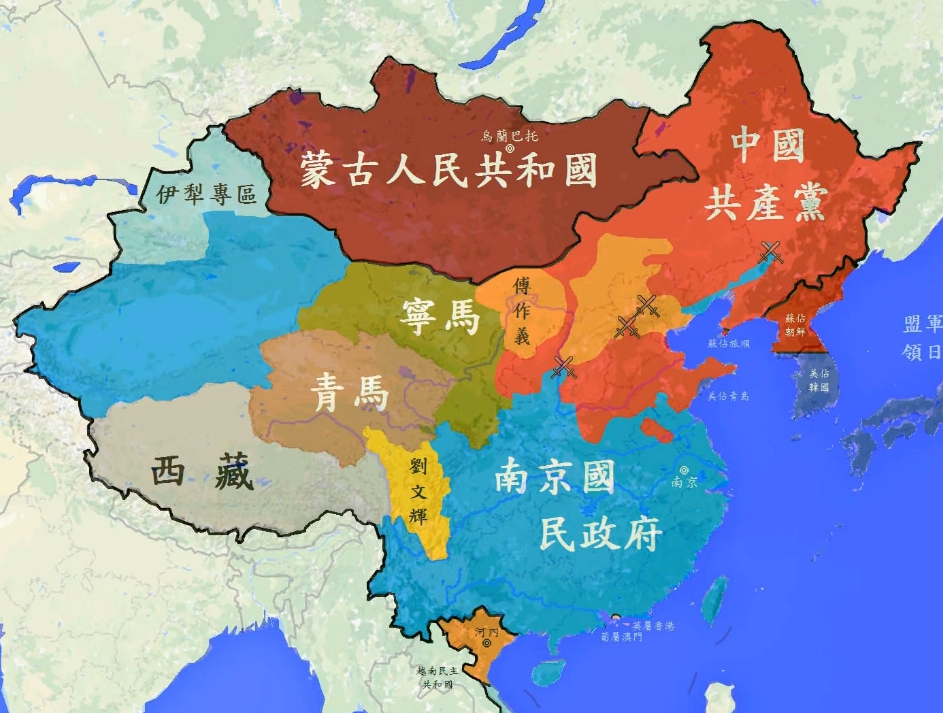 烏蘭巴托
蒙古人民共和國
中國
共產黨
伊犁專區
傅
作
義
寧馬
青馬
西藏
劉
文
輝
南京國
民政府
南京
蘇佔
朝鮮
蘇佔旅順
美佔
韓國
美佔青島
盟軍
領日
英屬香港
葡屬澳門
河內
越南民主
共和國